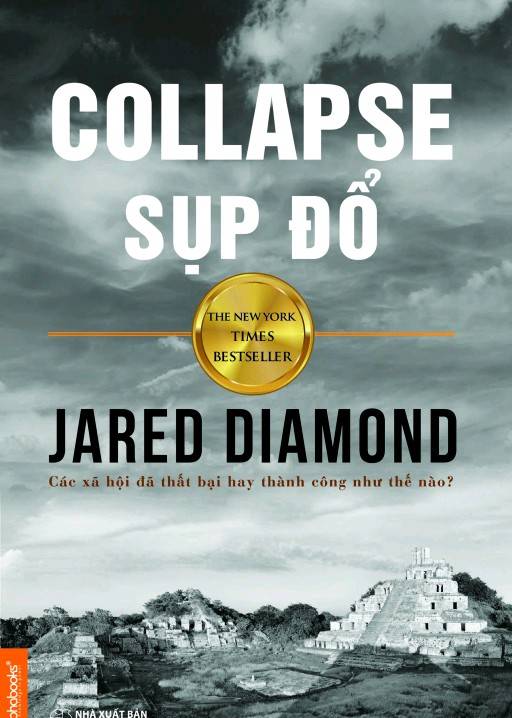 COLLAPSE
SỤP ĐỔ
THE NEW YORK
TIMES
BESTSELLER
JARED DIAMOND
Các xã hội đã thất bại hay thành công như thế nào?
NHÀ XUẤT BẢN